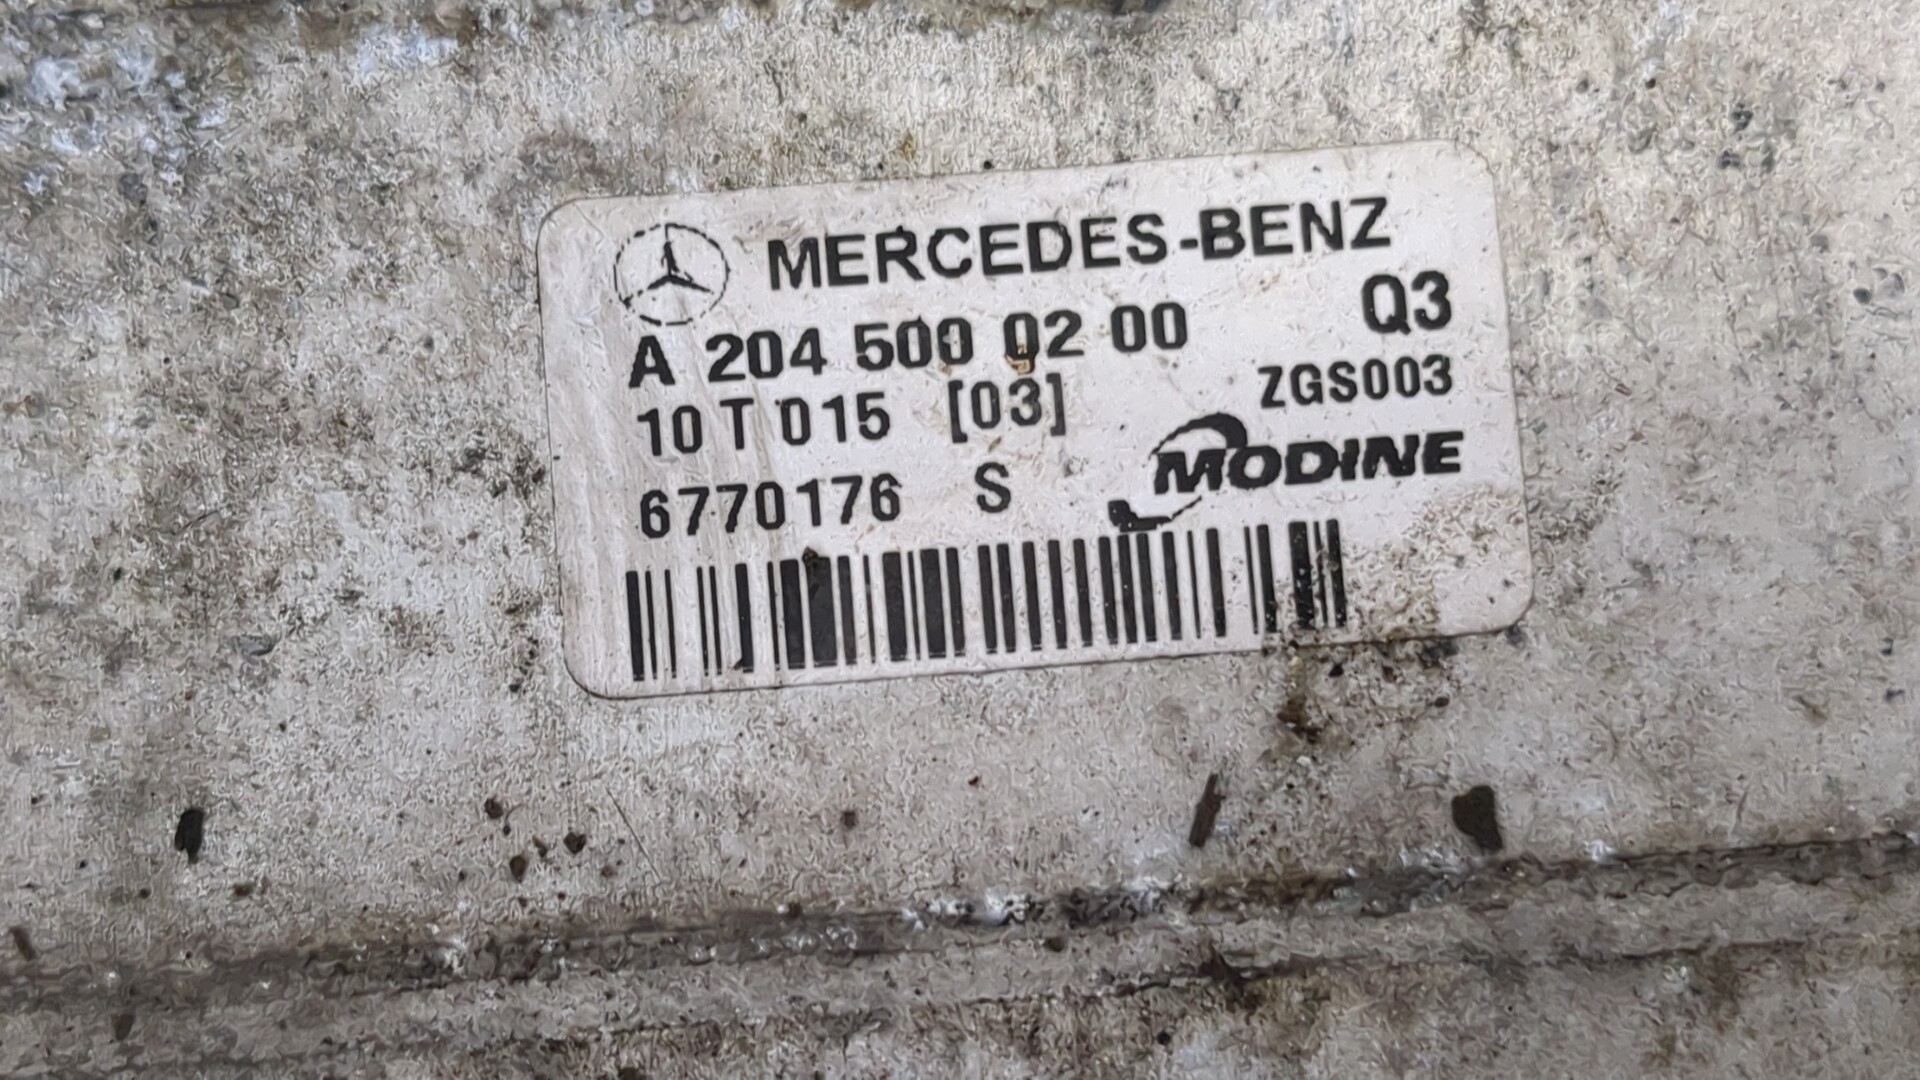 MERCEDES-BENZ
A 204 500 02 00 Q3
10 T 015 [03] ZGS003
6770176 S MODINE